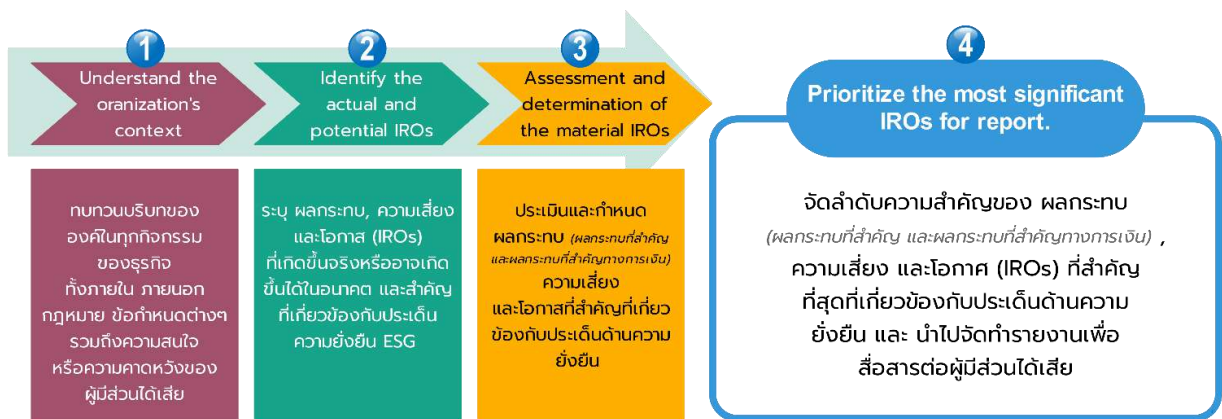 1
Understand the
oranization's
context
2
Identify the
actual and
potential IROs
3
Assessment and
determination of
the material IROs
4
Prioritize the most significant
IROs for report.
ทบทวนบริบทของ
องค์ในทุกกิจกรรม
ของธุรกิจ
ทั้งภายใน ภายนอก
กฎหมาย ข้อกำหนดต่างๆ
รวมถึงความสนใจ
หรือความคาดหวังของ
ผู้มีส่วนได้เสีย
ระบุ ผลกระทบ, ความเสี่ยง
และโอกาส (IROs)
ที่เกิดขึ้นจริงหรืออาจเกิด
ขึ้นได้ในอนาคต และสำคัญ
ที่เกี่ยวข้องกับประเด็น
ความยั่งยืน ESG
ประเมินและกำหนด
ผลกระทบ (ผลกระทบที่สำคัญ
และผลกระทบที่สำคัญทางการเงิน)
ความเสี่ยง
และโอกาสที่สำคัญที่เกี่ยว
ข้องกับประเด็นด้านความ
ยั่งยืน
จัดลำดับความสำคัญของ ผลกระทบ
(ผลกระทบที่สำคัญ และผลกระทบที่สำคัญทางการเงิน) ,
ความเสี่ยง และโอกาศ (IROs) ที่สำคัญ
ที่สุดที่เกี่ยวข้องกับประเด็นด้านความ
ยั่งยืน และ นำไปจัดทำรายงานเพื่อ
สื่อสารต่อผู้มีส่วนได้เสีย